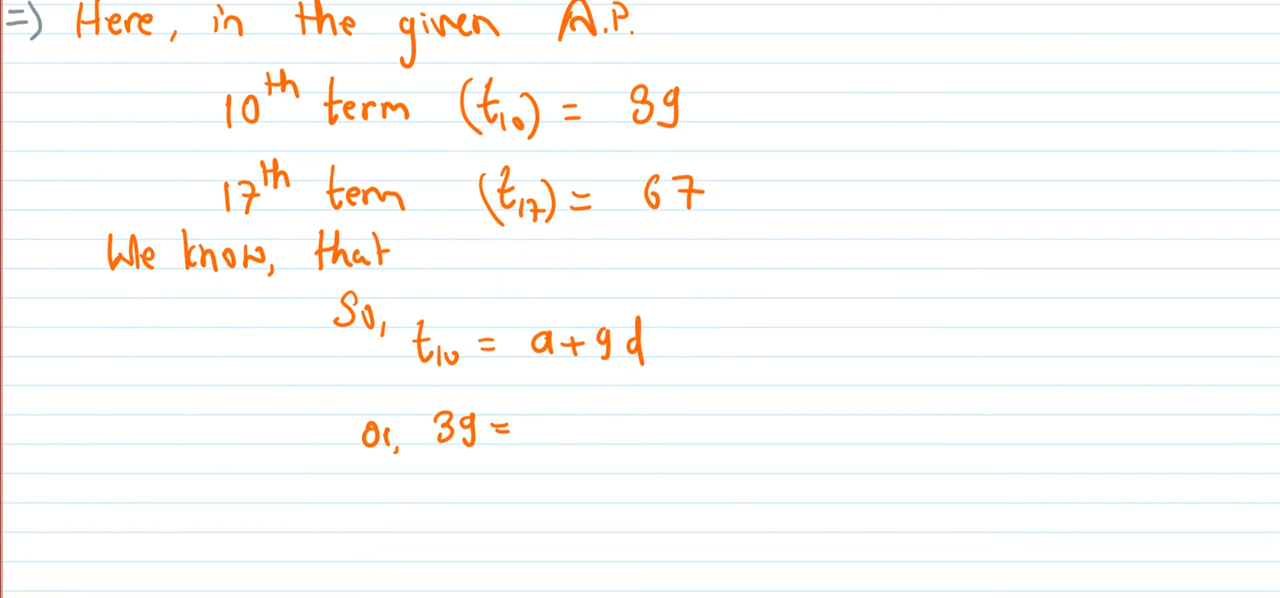 =) Here, in the given A.P.
10th term (t10) = 39
17th term (t17) = 67
We know, that
So,
t10 = a+9d
Or, 39 =